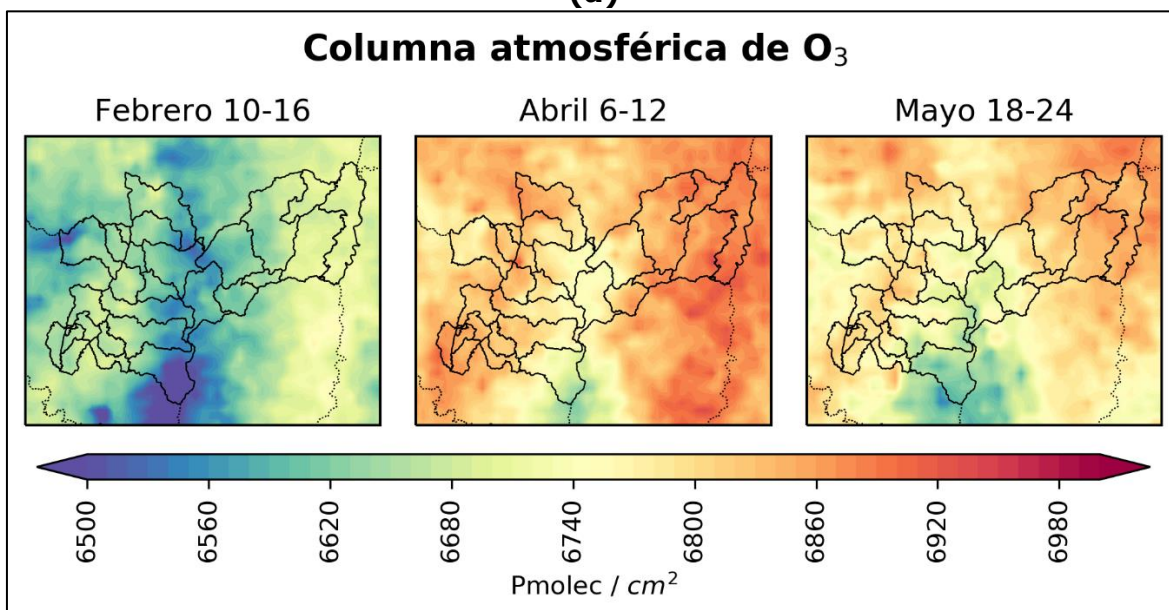 (d)
Columna atmosférica de O₃
Febrero 10-16
Abril 6-12
Mayo 18-24
6500
6560
6620
6680
6740
6800
6860
6920
6980
Pmolec / cm²